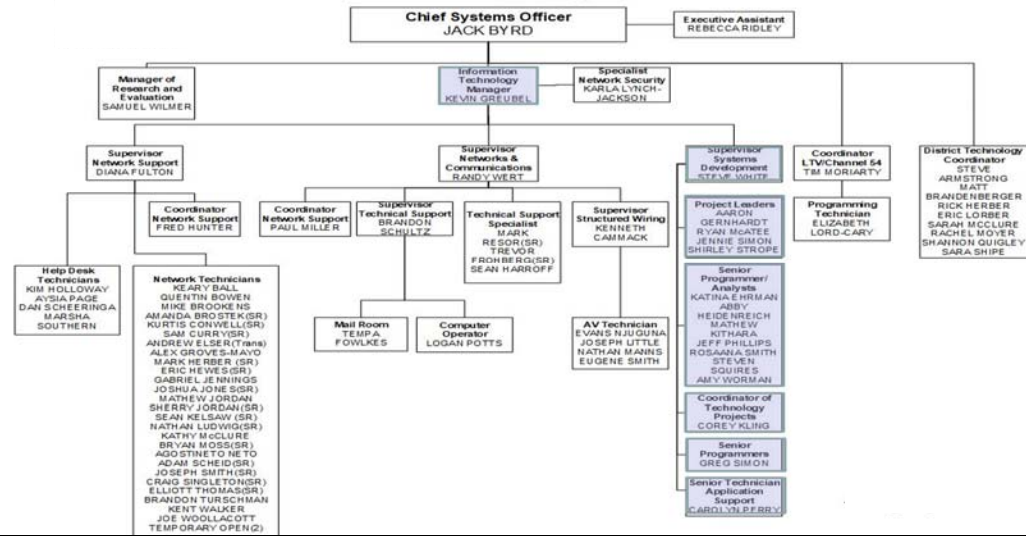 Chief Systems Officer
JACK BYRD
Executive Assistant
REBECCA RIDLEY
Manager of
Research and
Evaluation
SAMUEL WILMER
Information
Technology
Manager
KEVIN GREUBEL
Specialist
Network Security
KARLA LYNCH-
JACKSON
Supervisor
Network Support
DIANA FULTON
Supervisor
Networks &
Communications
RANDY WERT
Supervisor
Systems
Development
STEVE WHITE
Coordinator
LTV/Channel 54
TIM MORIARTY
District Technology
Coordinator
STEVE
ARMSTRONG
MATT
BRANDENBERGER
RICK HERBER
ERIC LORBER
SARAH MCCLURE
RACHEL MOYER
SHANNON QUIGLEY
SARA SHIPE
Coordinator
Network Support
FRED HUNTER
Coordinator
Network Support
PAUL MILLER
Supervisor
Technical Support
BRANDON
SCHULTZ
Technical Support
Specialist
MARK
RESOR(SR)
TREVOR
FROHBERG(SR)
SEAN HARROFF
Supervisor
Structured Wiring
KENNETH
CAMMACK
Project Leaders
AARON
GERNHARDT
RYAN McATEE
JENNIE SIMON
SHIRLEY STROPE
Programming
Technician
ELIZABETH
LORD-CARY
Help Desk
Technicians
KIM HOLLOWAY
AYSIA PAGE
DAN SCHEERINGA
MARSHA
SOUTHERN
Network Technicians
KEARY BALL
QUENTIN BOWEN
MIKE BROOKENS
AMANDA BROSTEK(SR)
KURTIS CONWELL(SR)
SAM CURRY(SR)
ANDREW ELSER(Trans)
ALEX GROVES-MAYO
MARK HERBER (SR)
ERIC HEWES(SR)
GABRIEL JENNINGS
JOSHUA JONES(SR)
MATHEW JORDAN
SHERRY JORDAN(SR)
SEAN KELSAW(SR)
NATHAN LUDWIG(SR)
KATHY McCLURE
BRYAN MOSS(SR)
AGOSTINETO NETO
ADAM SCHEID(SR)
JOSEPH SMITH(SR)
CRAIG SINGLETON(SR)
ELLIOTT THOMAS(SR)
BRANDON TURSCHMAN
KENT WALKER
JOE WOOLLACOTT
TEMPORARY OPEN(2)
Mail Room
TEMPA
FOWLKES
Computer
Operator
LOGAN POTTS
AV Technician
EVANS NJUGUNA
JOSEPH LITTLE
NATHAN MANNS
EUGENE SMITH
Senior
Programmer/
Analysts
KATINA EHRMAN
ABBY
HEIDENREICH
MATHEW
KITHARA
JEFF PHILLIPS
ROSAANA SMITH
STEVEN
SQUIRES
AMY WORMAN
Coordinator of
Technology
Projects
COREY KLING
Senior
Programmers
GREG SIMON
Senior Technician
Application
Support
CAROLYN PERRY